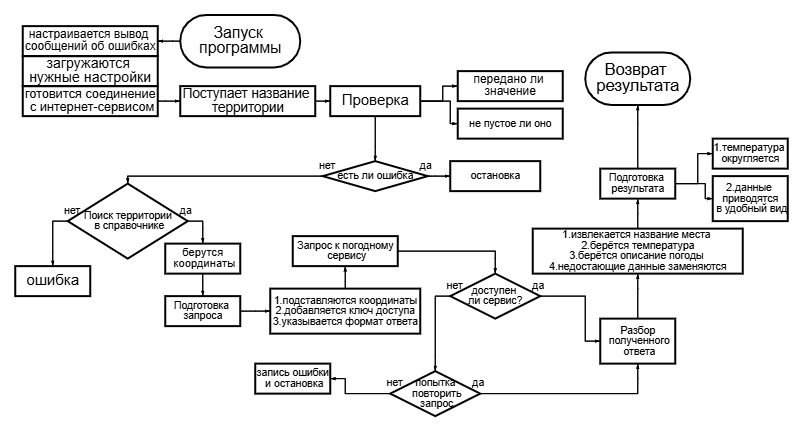 Запуск
программы
настраивается вывод
сообщений об ошибках
загружаются
нужные настройки
готовится соединение
с интернет-сервисом
Поступает название
территории
Проверка
передано ли
значение
не пустое ли оно
нет
есть ли ошибка
да
остановка
нет
Поиск территории
в справочнике
да
ошибка
берутся
координаты
Подготовка
запроса
1.подставляются координаты
2.добавляется ключ доступа
3.указывается формат ответа
Запрос к погодному
сервису
нет
доступен
ли сервис?
да
нет
попытка
повторить
запрос
да
запись ошибки
и остановка
Разбор
полученного
ответа
1.извлекается название места
2.берётся температура
3.берётся описание погоды
4.недостающие данные заменяются
Подготовка
результата
1.температура
округляется
2.данные
приводятся
в удобный вид
Возврат
результата